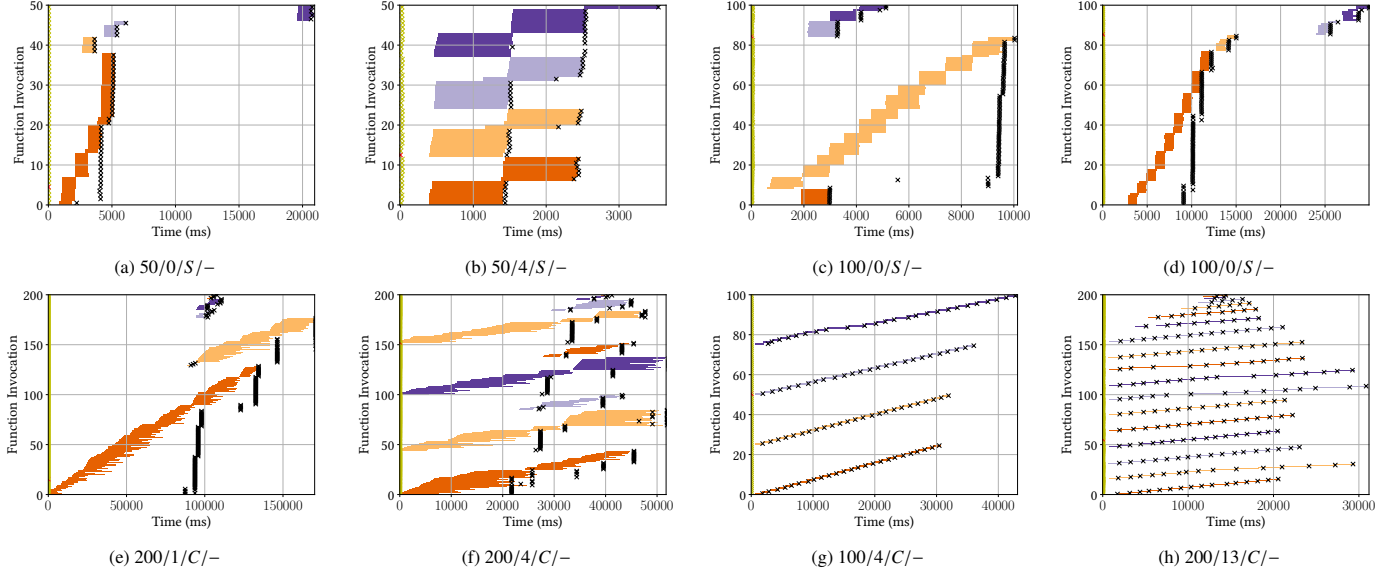 50
40
30
20
10
0
Function Invocation
0 5000 10000 15000 20000
Time (ms)
(a) 50/0/S/−
50
40
30
20
10
0
Function Invocation
0 1000 2000 3000
Time (ms)
(b) 50/4/S/−
100
80
60
40
20
0
Function Invocation
0 2000 4000 6000 8000 10000
Time (ms)
(c) 100/0/S/−
100
80
60
40
20
0
Function Invocation
0 5000 10000 15000 20000 25000
Time (ms)
(d) 100/0/S/−
200
150
100
50
0
Function Invocation
0 50000 100000 150000
Time (ms)
(e) 200/1/C/−
200
150
100
50
0
Function Invocation
0 10000 20000 30000 40000 50000
Time (ms)
(f) 200/4/C/−
100
80
60
40
20
0
Function Invocation
0 10000 20000 30000 40000
Time (ms)
(g) 100/4/C/−
200
150
100
50
0
Function Invocation
0 10000 20000 30000
Time (ms)
(h) 200/13/C/−